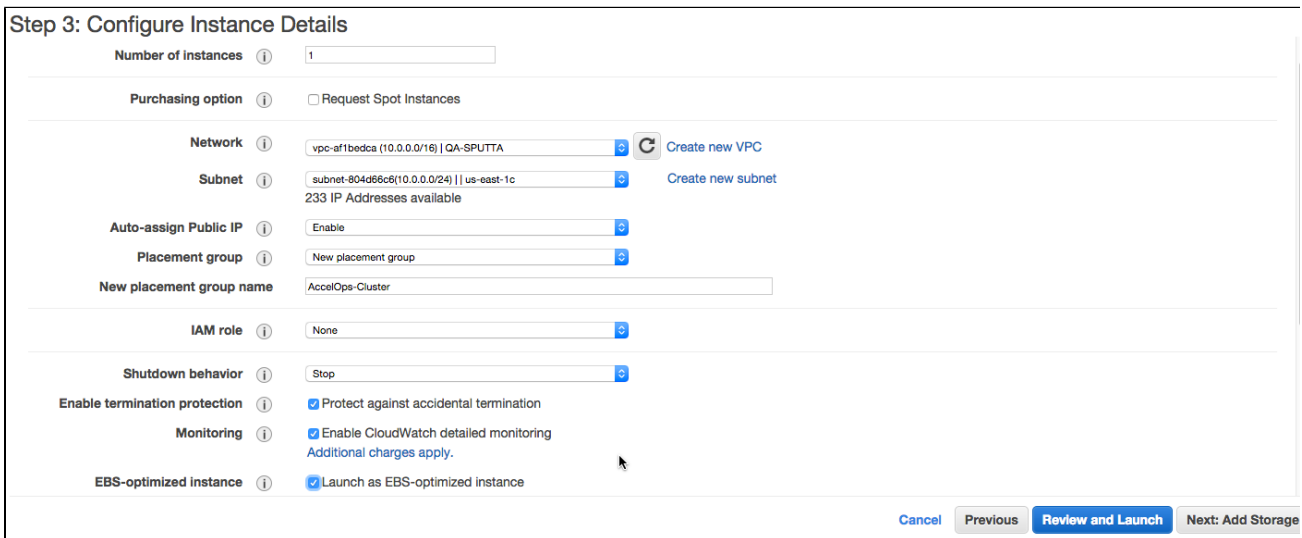 Step 3: Configure Instance Details
Number of instances i 1
Purchasing option i Request Spot Instances
Network i vpc-af1bedca (10.0.0.0/16) | QA-SPUTTA Create new VPC
Subnet i subnet-804d66c6(10.0.0.0/24) | | us-east-1c Create new subnet
233 IP Addresses available
Auto-assign Public IP i Enable
Placement group i New placement group
New placement group name AccelOps-Cluster
IAM role i None
Shutdown behavior i Stop
Enable termination protection i Protect against accidental termination
Monitoring i Enable CloudWatch detailed monitoring
Additional charges apply.
EBS-optimized instance i Launch as EBS-optimized instance
Cancel Previous Review and Launch Next: Add Storage